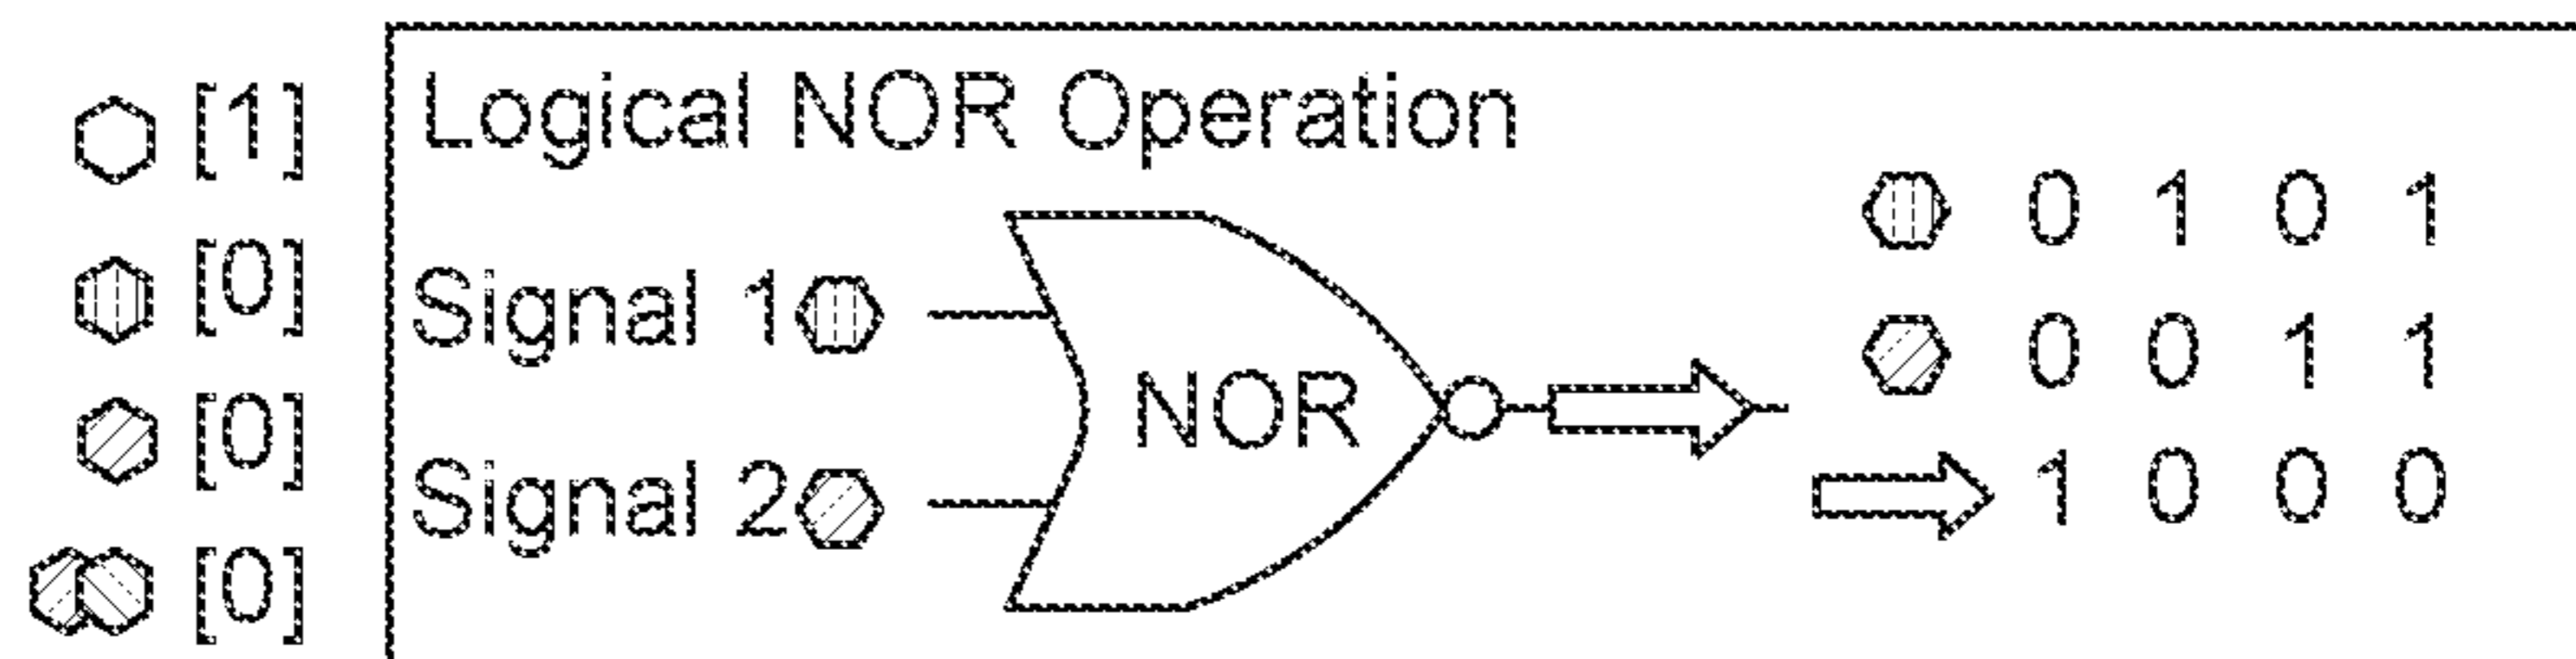 [1]
[0]
[0]
[0]
Logical NOR Operation
Signal 1
Signal 2
NOR
0 1 0 1
0 0 1 1
1 0 0 0